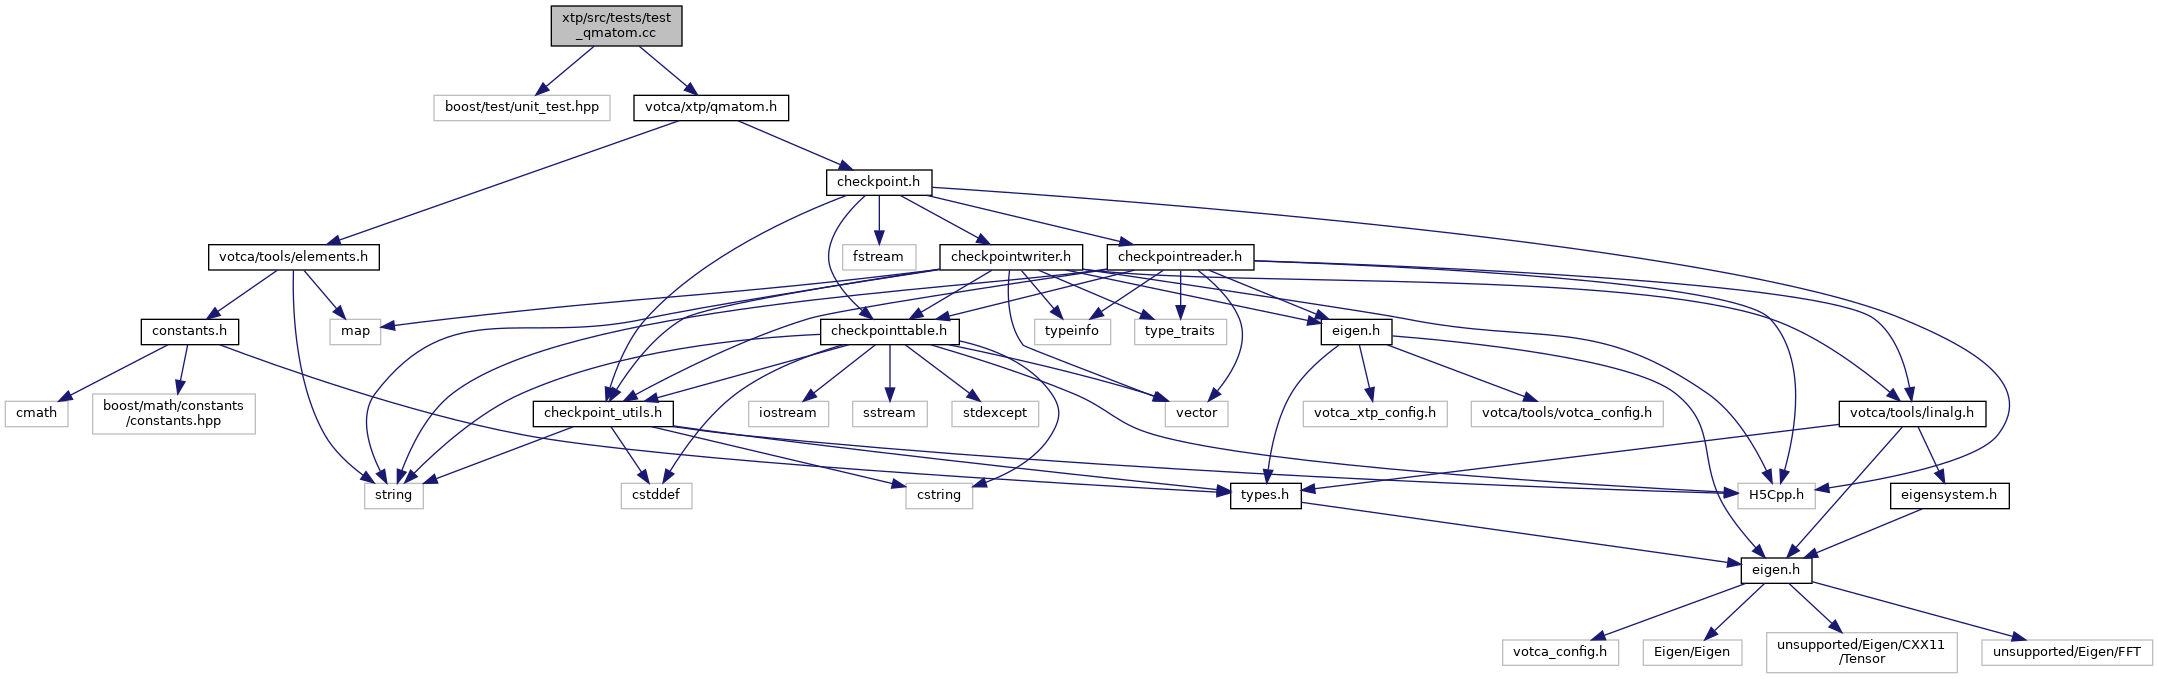 xtp/src/tests/test
_qmatom.cc
boost/test/unit_test.hpp
votca/xtp/qmatom.h
checkpoint.h
votca/tools/elements.h
fstream
checkpointwriter.h
checkpointreader.h
constants.h
map
checkpointtable.h
typeinfo
type_traits
eigen.h
cmath
boost/math/constants
/constants.hpp
checkpoint_utils.h
iostream
sstream
stdexcept
vector
votca_xtp_config.h
votca/tools/votca_config.h
votca/tools/linalg.h
string
cstddef
cstring
types.h
H5Cpp.h
eigensystem.h
eigen.h
votca_config.h
Eigen/Eigen
unsupported/Eigen/CXX11
/Tensor
unsupported/Eigen/FFT